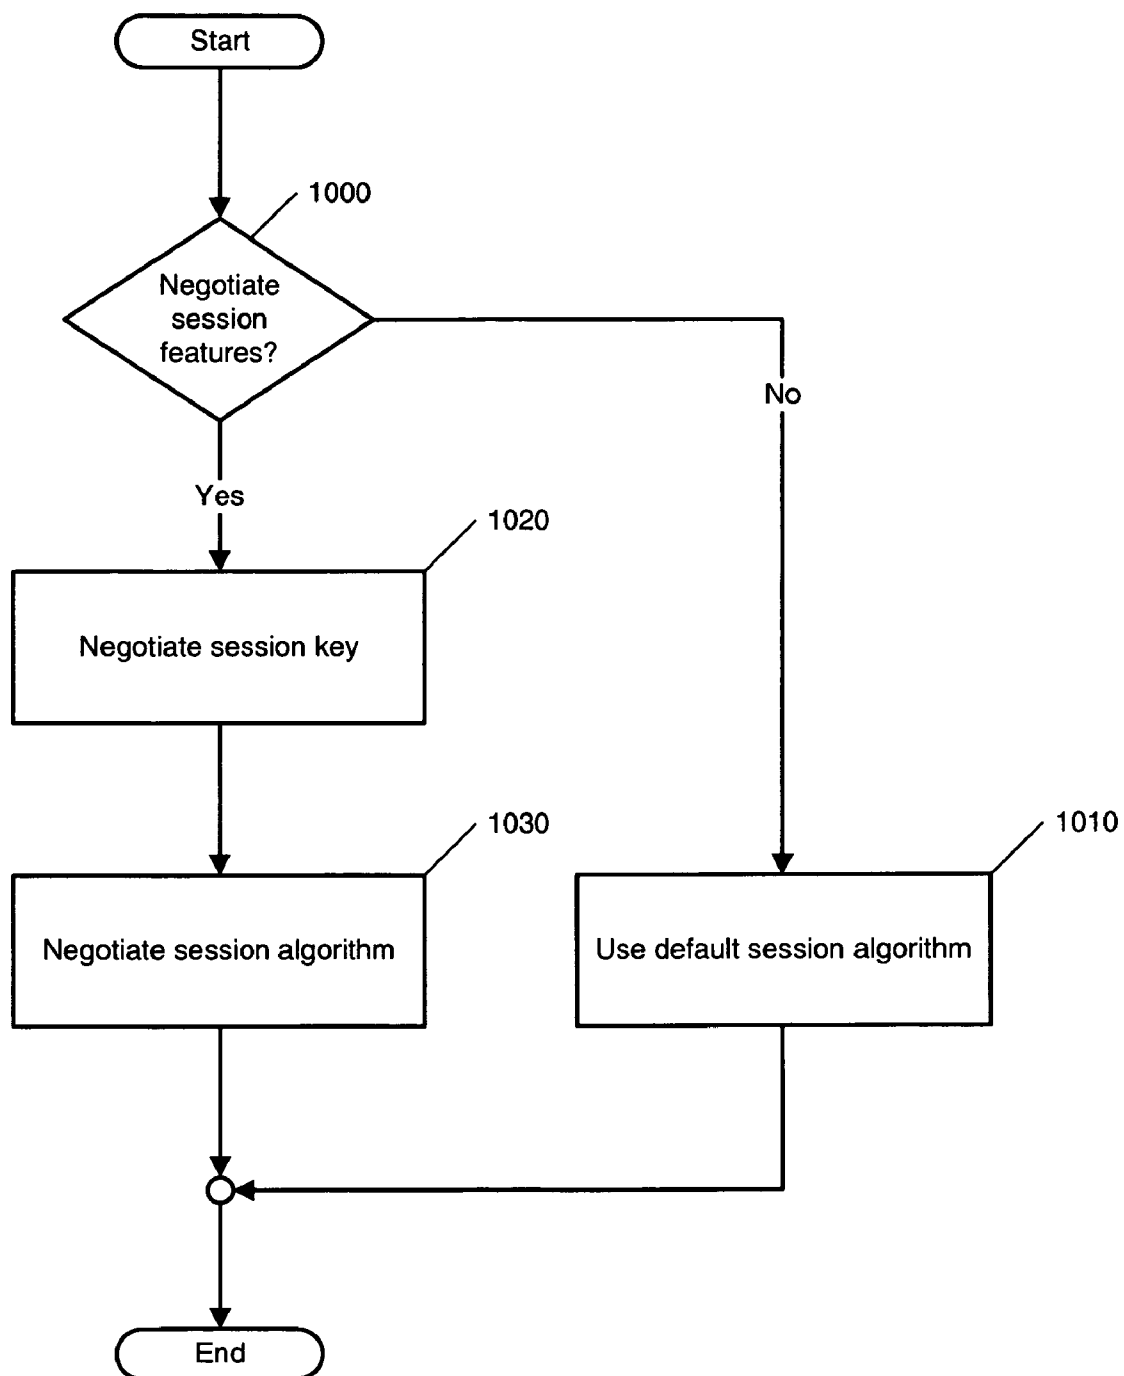 Start
1000
Negotiate
session
features?
No
Yes
1020
Negotiate session key
1030
1010
Negotiate session algorithm
Use default session algorithm
End